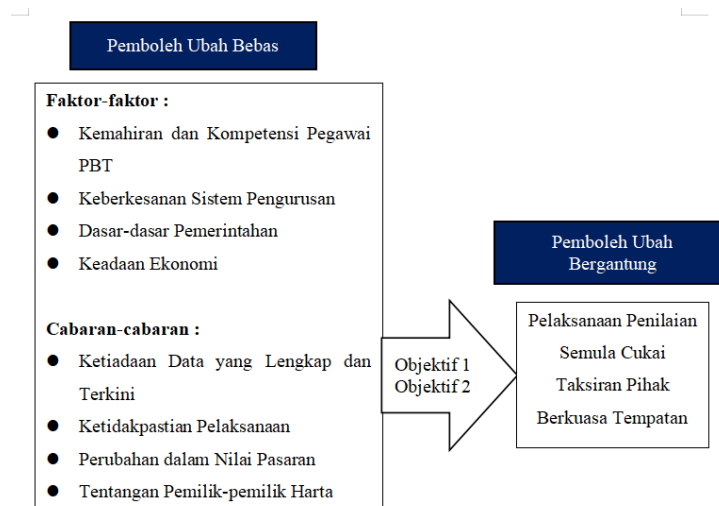 Pemboleh Ubah Bebas
Faktor-faktor :
● Kemahiran dan Kompetensi Pegawai
PBT
● Keberkesanan Sistem Pengurusan
● Dasar-dasar Pemerintahan
● Keadaan Ekonomi
Cabaran-cabaran :
● Ketiadaan Data yang Lengkap dan
Terkini
● Ketidakpastian Pelaksanaan
● Perubahan dalam Nilai Pasaran
● Tentangan Pemilik-pemilik Harta
Objektif 1
Objektif 2
Pemboleh Ubah
Bergantung
Pelaksanaan Penilaian
Semula Cukai
Taksiran Pihak
Berkuasa Tempatan